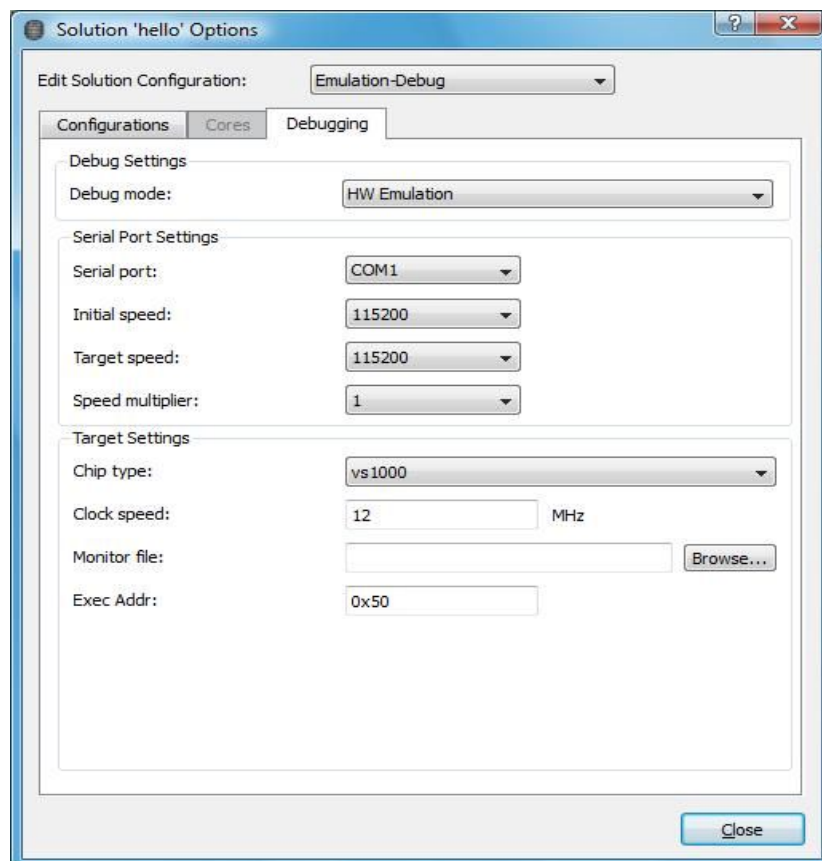 Solution 'hello' Options
Edit Solution Configuration: Emulation-Debug
Configurations Cores Debugging
Debug Settings
Debug mode: HW Emulation
Serial Port Settings
Serial port: COM1
Initial speed: 115200
Target speed: 115200
Speed multiplier: 1
Target Settings
Chip type: vs1000
Clock speed: 12 MHz
Monitor file: Browse...
Exec Addr: 0x50
Close